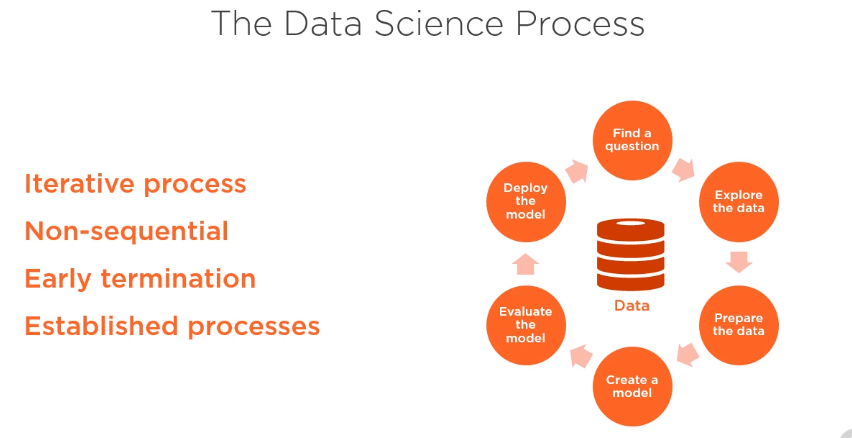 The Data Science Process
Iterative process
Non-sequential
Early termination
Established processes
Find a
question
Explore
the data
Prepare
the data
Create a
model
Evaluate
the
model
Deploy
the
model
Data